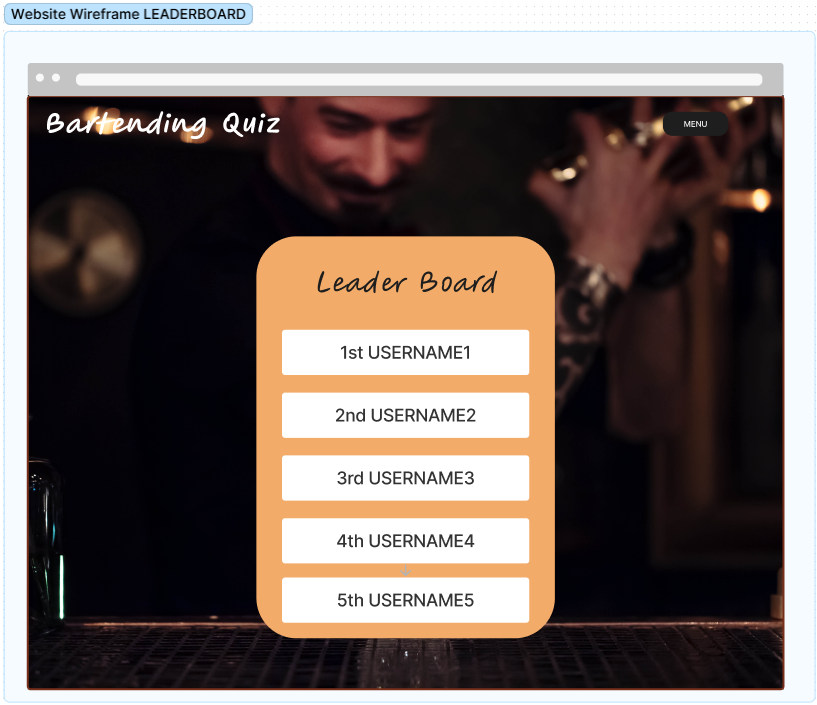 Website Wireframe LEADERBOARD
Bartending Quiz
MENU
Leader Board
1st USERNAME1
2nd USERNAME2
3rd USERNAME3
4th USERNAME4
5th USERNAME5